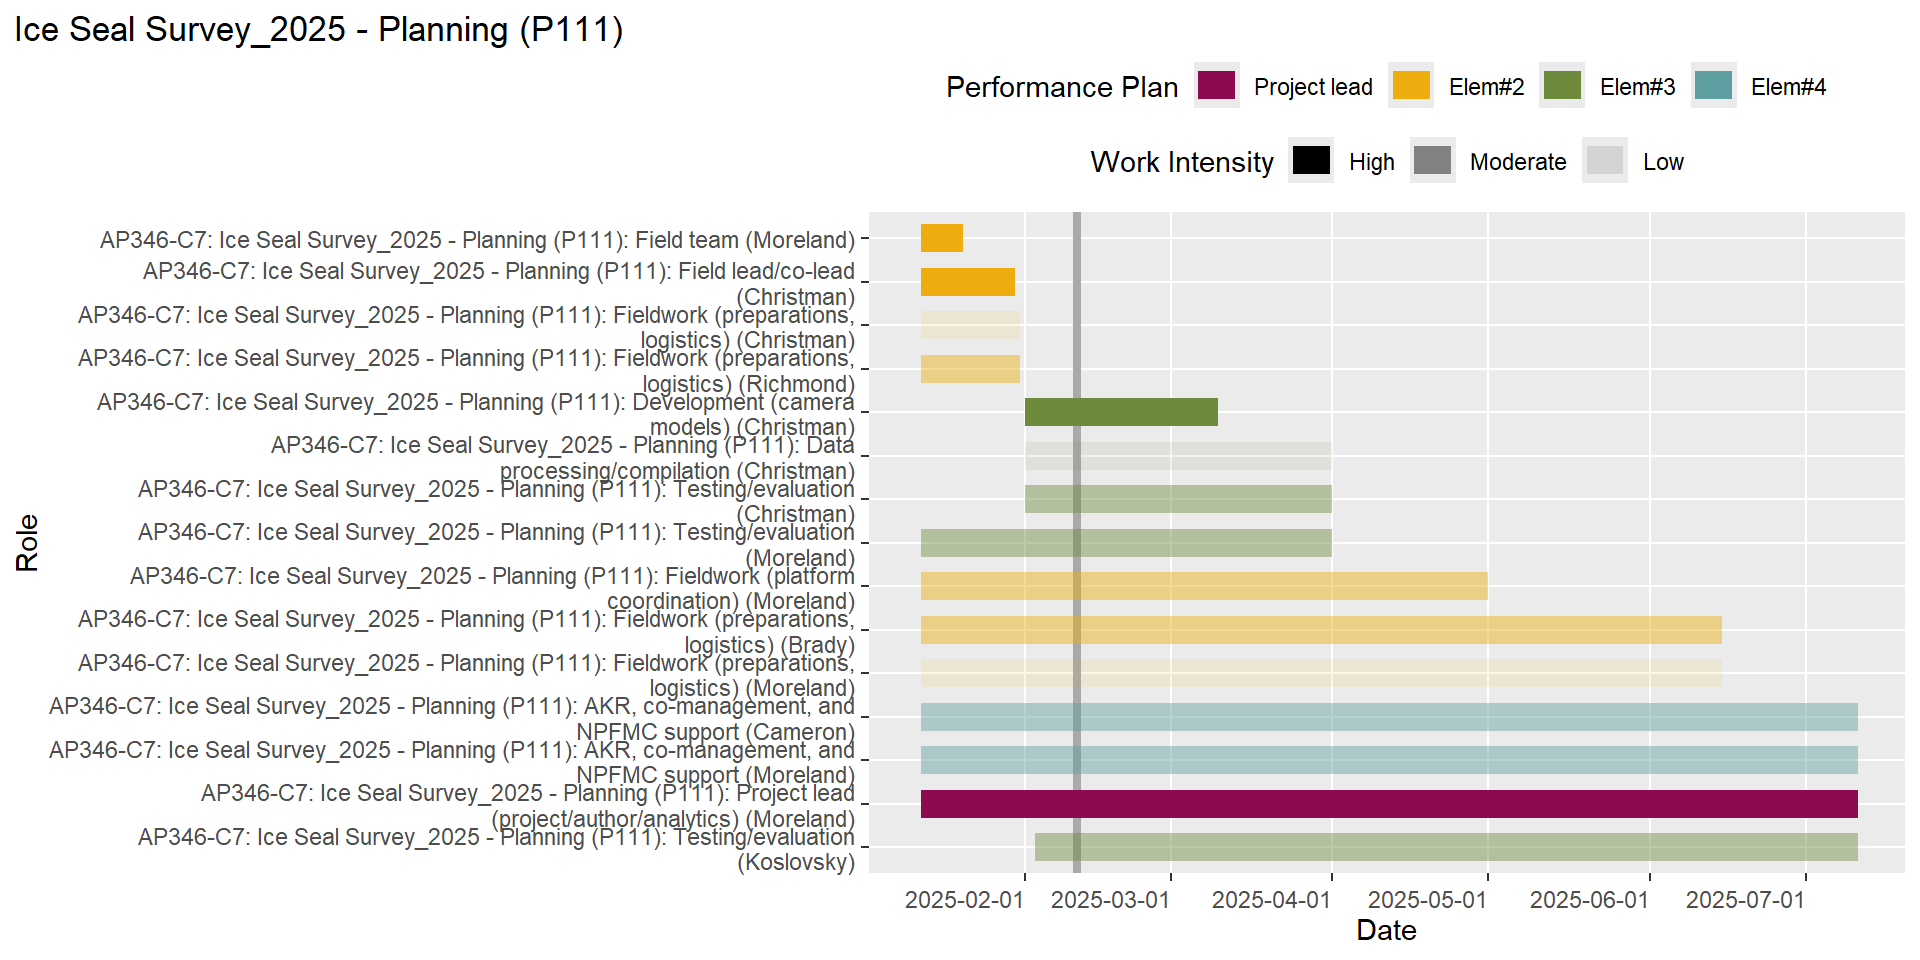 Ice Seal Survey_2025 - Planning (P111)
Performance Plan Project lead Elem#2 Elem#3 Elem#4
Work Intensity High Moderate Low
Role
AP346-C7: Ice Seal Survey_2025 - Planning (P111): Field team (Moreland)
AP346-C7: Ice Seal Survey_2025 - Planning (P111): Field lead/co-lead
(Christman)
AP346-C7: Ice Seal Survey_2025 - Planning (P111): Fieldwork (preparations,
logistics) (Christman)
AP346-C7: Ice Seal Survey_2025 - Planning (P111): Fieldwork (preparations,
logistics) (Richmond)
AP346-C7: Ice Seal Survey_2025 - Planning (P111): Development (camera
models) (Christman)
AP346-C7: Ice Seal Survey_2025 - Planning (P111): Data
processing/compilation (Christman)
AP346-C7: Ice Seal Survey_2025 - Planning (P111): Testing/evaluation
(Christman)
AP346-C7: Ice Seal Survey_2025 - Planning (P111): Testing/evaluation
(Moreland)
AP346-C7: Ice Seal Survey_2025 - Planning (P111): Fieldwork (platform
coordination) (Moreland)
AP346-C7: Ice Seal Survey_2025 - Planning (P111): Fieldwork (preparations,
logistics) (Brady)
AP346-C7: Ice Seal Survey_2025 - Planning (P111): Fieldwork (preparations,
logistics) (Moreland)
AP346-C7: Ice Seal Survey_2025 - Planning (P111): AKR, co-management, and
NPFMC support (Cameron)
AP346-C7: Ice Seal Survey_2025 - Planning (P111): AKR, co-management, and
NPFMC support (Moreland)
AP346-C7: Ice Seal Survey_2025 - Planning (P111): Project lead
(project/author/analytics) (Moreland)
AP346-C7: Ice Seal Survey_2025 - Planning (P111): Testing/evaluation
(Koslovsky)
2025-02-01 2025-03-01 2025-04-01 2025-05-01 2025-06-01 2025-07-01
Date